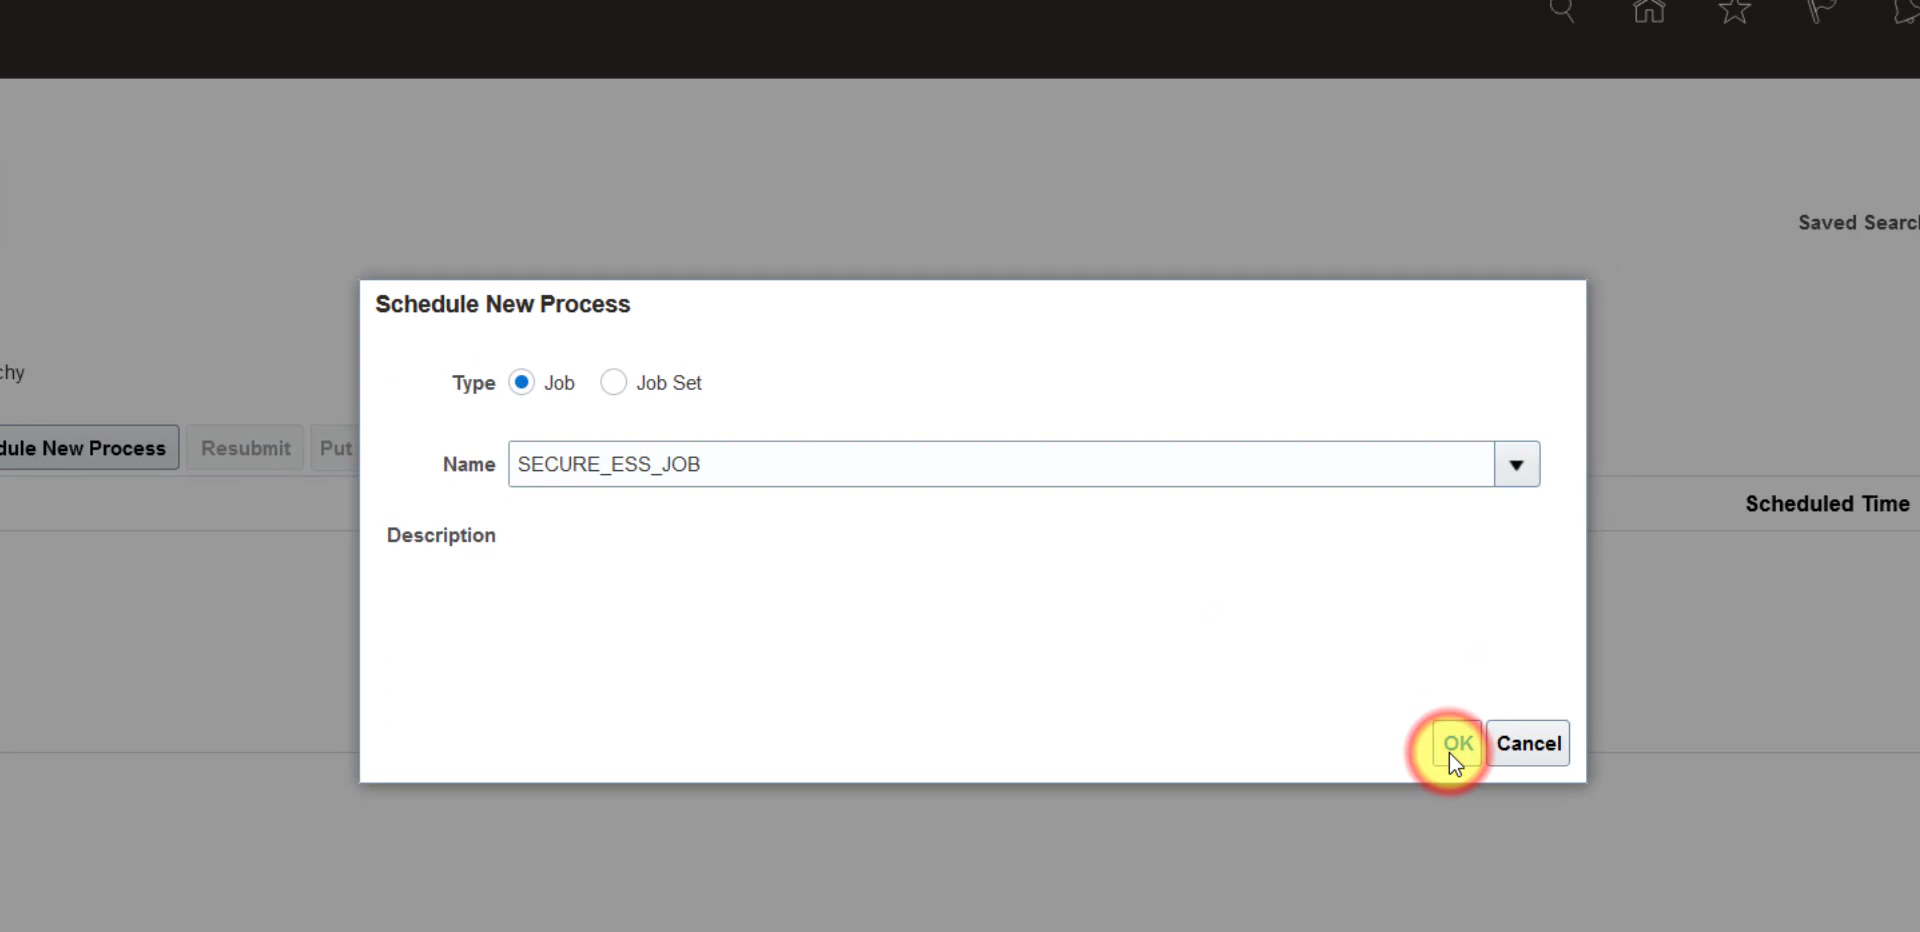 Saved Search
Schedule New Process
Type Job Job Set
chy
dule New Process Resubmit Put
Name SECURE_ESS_JOB
Scheduled Time
Description
OK Cancel